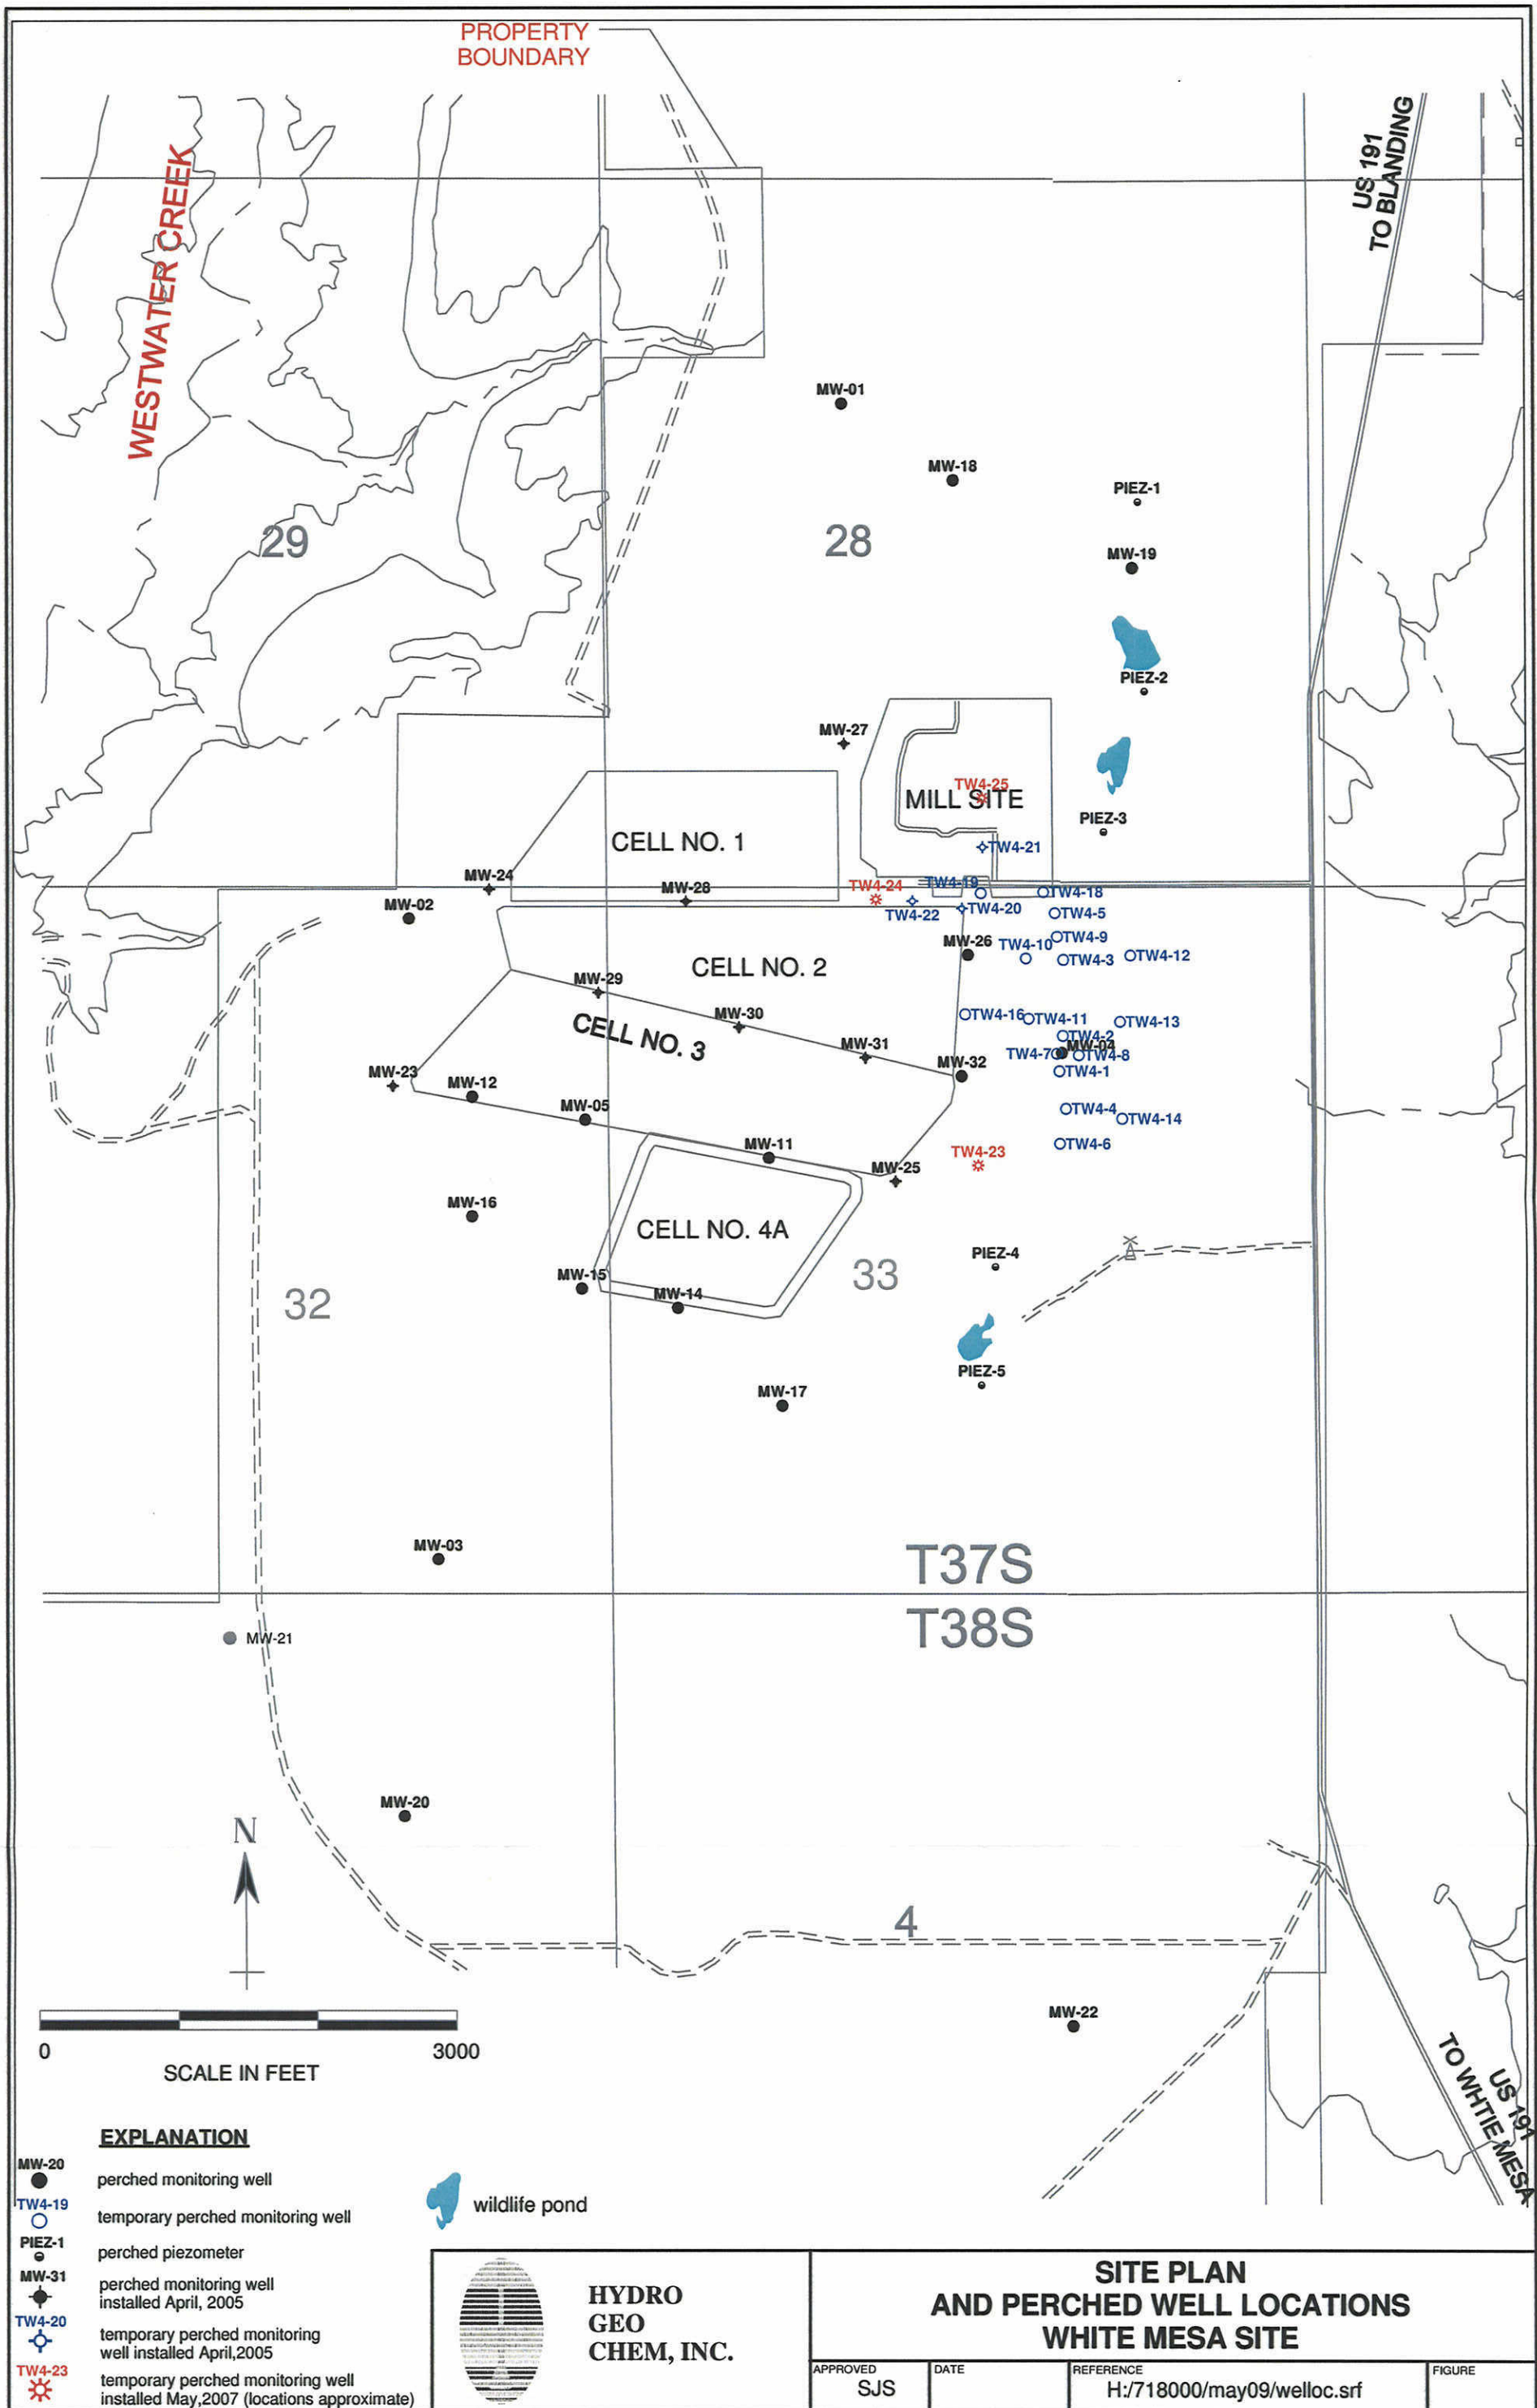 PROPERTY
BOUNDARY
WESTWATER CREEK
US 191
TO BLANDING
MW-01
MW-18
PIEZ-1
29
28
MW-19
PIEZ-2
MW-27
TW4-25
MILL SITE
PIEZ-3
CELL NO. 1
TW4-21
MW-24
MW-28
TW4-24
TW4-19
TW4-18
MW-02
TW4-22
TW4-20
TW4-5
MW-26
TW4-10
TW4-9
TW4-3
TW4-12
CELL NO. 2
MW-29
MW-30
TW4-16
TW4-11
TW4-13
CELL NO. 3
MW-31
TW4-2
MW-04
TW4-7
TW4-8
MW-32
MW-23
MW-12
TW4-1
MW-05
TW4-4
TW4-14
MW-11
TW4-6
TW4-23
MW-25
MW-16
CELL NO. 4A
PIEZ-4
33
MW-15
MW-14
32
PIEZ-5
MW-17
MW-03
T37S
T38S
MW-21
MW-20
N
4
MW-22
0
3000
SCALE IN FEET
US 191
TO WHTIE MESA
EXPLANATION
MW-20
perched monitoring well
TW4-19
temporary perched monitoring well
PIEZ-1
perched piezometer
MW-31
perched monitoring well
installed April, 2005
TW4-20
temporary perched monitoring
well installed April,2005
TW4-23
temporary perched monitoring well
installed May,2007 (locations approximate)
wildlife pond
HYDRO
GEO
CHEM, INC.
SITE PLAN
AND PERCHED WELL LOCATIONS
WHITE MESA SITE
APPROVED
SJS
DATE
REFERENCE
H:/718000/may09/welloc.srf
FIGURE